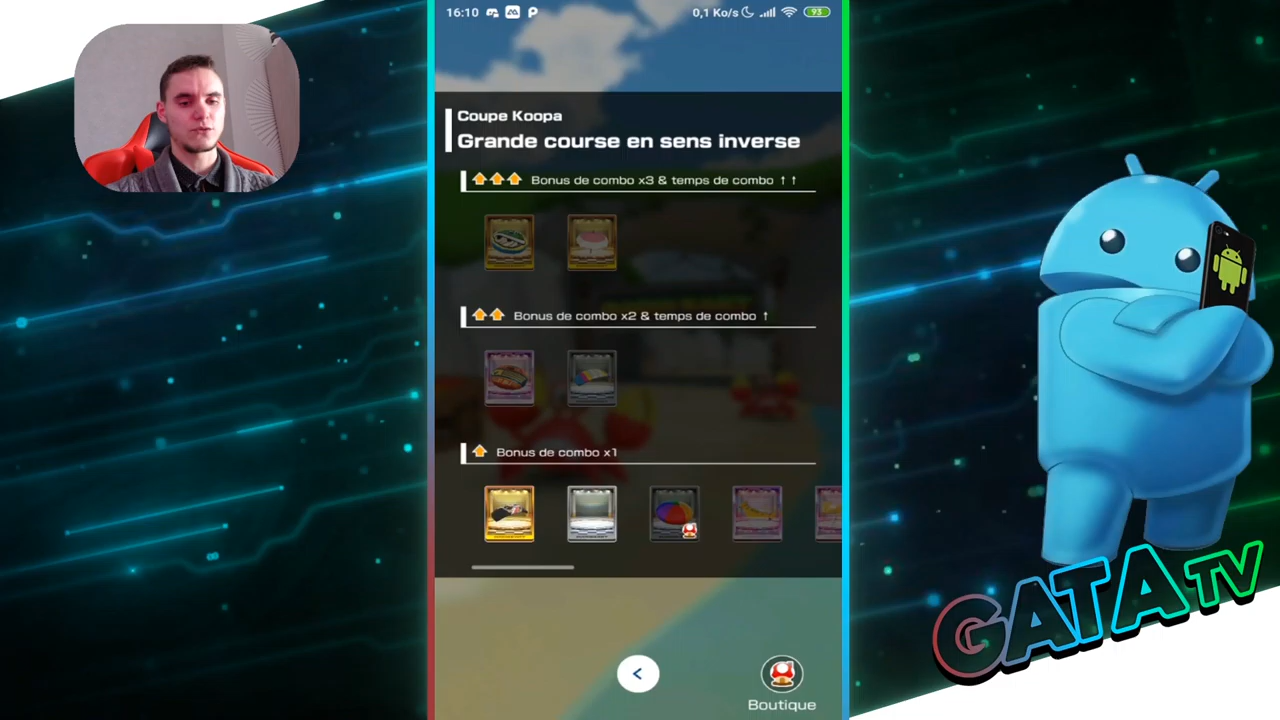 16:10
0,1 Ko/s
93
Coupe Koopa
Grande course en sens inverse
Bonus de combo x3 & temps de combo ↑ ↑
Bonus de combo x2 & temps de combo ↑
Bonus de combo x1
Boutique
GATA TV